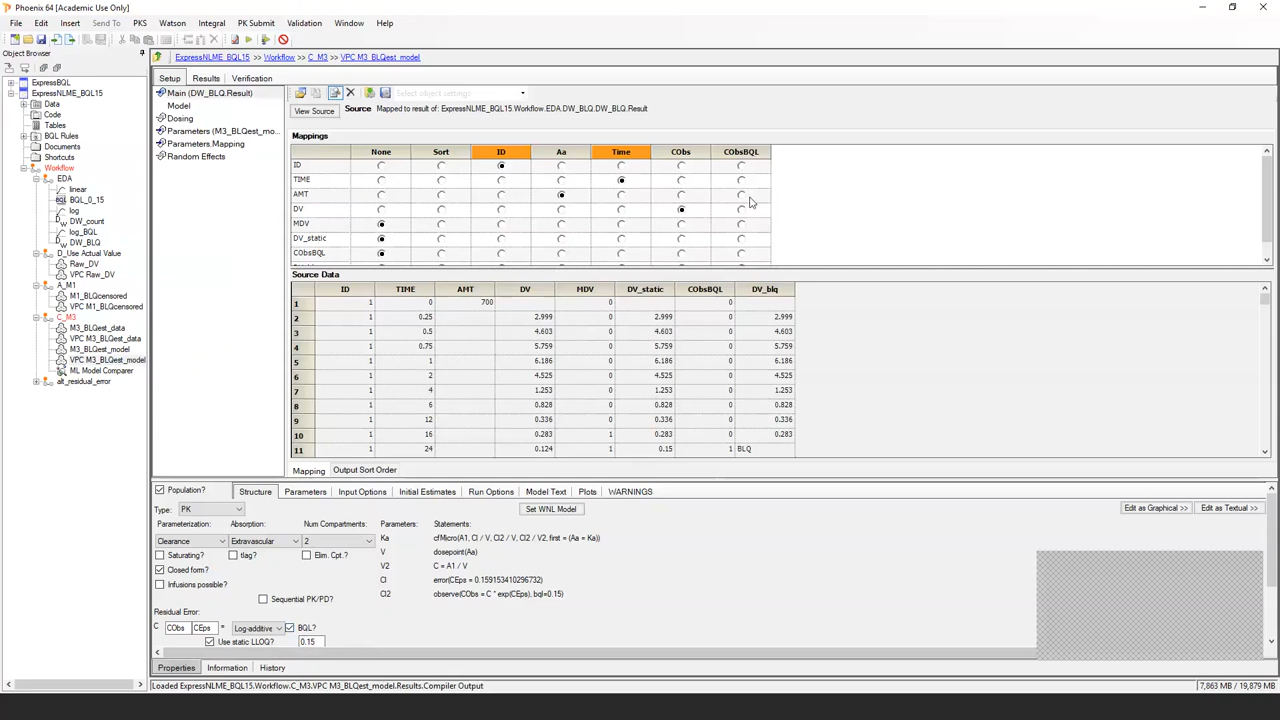 Phoenix 64 [Academic Use Only]
File Edit Insert Send To PKS Watson Integral PK Submit Validation Window Help
Object Browser
ExpressNLME_BQL15 >> Workflow >> C_M3 >> VPC M3_BLQest_model
ExpressBQL
ExpressNLME_BQL15
Data
Code
Tables
BQL Rules
Documents
Shortcuts
Workflow
EDA
linear
BQL_0_15
log
DW_count
log_BQL
DW_BLQ
D_Use Actual Value
Raw_DV
VPC Raw_DV
A_M1
M1_BLQcensored
VPC M1_BLQcensored
C_M3
M3_BLQest_data
VPC M3_BLQest_data
M3_BLQest_model
VPC M3_BLQest_model
ML Model Comparer
alt_residual_error
Setup Results Verification
Main (DW_BLQ.Result)
Model
Dosing
Parameters (M3_BLQest_mo...
Parameters.Mapping
Random Effects
Select object setting:
View Source Source Mapped to result of: ExpressNLME_BQL15.Workflow.EDA.DW_BLQ.DW_BLQ.Result
Mappings
None Sort ID Aa Time CObs CObsBQL
ID
TIME
AMT
DV
MDV
DV_static
CObsBQL
Source Data
ID TIME AMT DV MDV DV_static CObsBQL DV_blq
1 1 0 700 0 0
2 1 0.25 2.999 0 2.999 0 2.999
3 1 0.5 4.603 0 4.603 0 4.603
4 1 0.75 5.759 0 5.759 0 5.759
5 1 1 6.186 0 6.186 0 6.186
6 1 2 4.525 0 4.525 0 4.525
7 1 4 1.253 0 1.253 0 1.253
8 1 6 0.828 0 0.828 0 0.828
9 1 12 0.336 0 0.336 0 0.336
10 1 16 0.283 1 0.283 0 0.283
11 1 24 0.124 1 0.15 1 BLQ
Mapping Output Sort Order
Population? Structure Parameters Input Options Initial Estimates Run Options Model Text Plots WARNINGS
Type: PK Set WNL Model Edit as Graphical >> Edit as Textual >>
Parameterization: Absorption: Num Compartments: Parameters: Statements:
Clearance Extravascular 2 Ka cfMicro(A1, Cl / V, Cl2 / V, Cl2 / V2, first = (Aa = Ka))
Saturating? tlag? Elim. Cpt.? V dosepoint(Aa)
Closed form? V2 C = A1 / V
Infusions possible? Cl error(CEps = 0.159153410296732)
Sequential PK/PD? Cl2 observe(CObs = C * exp(CEps), bql=0.15)
Residual Error:
C CObs CEps = Log-additive BQL?
Use static LLOQ? 0.15
Properties Information History
Loaded ExpressNLME_BQL15.Workflow.C_M3.VPC M3_BLQest_model.Results.Compiler Output 7,863 MB / 19,879 MB